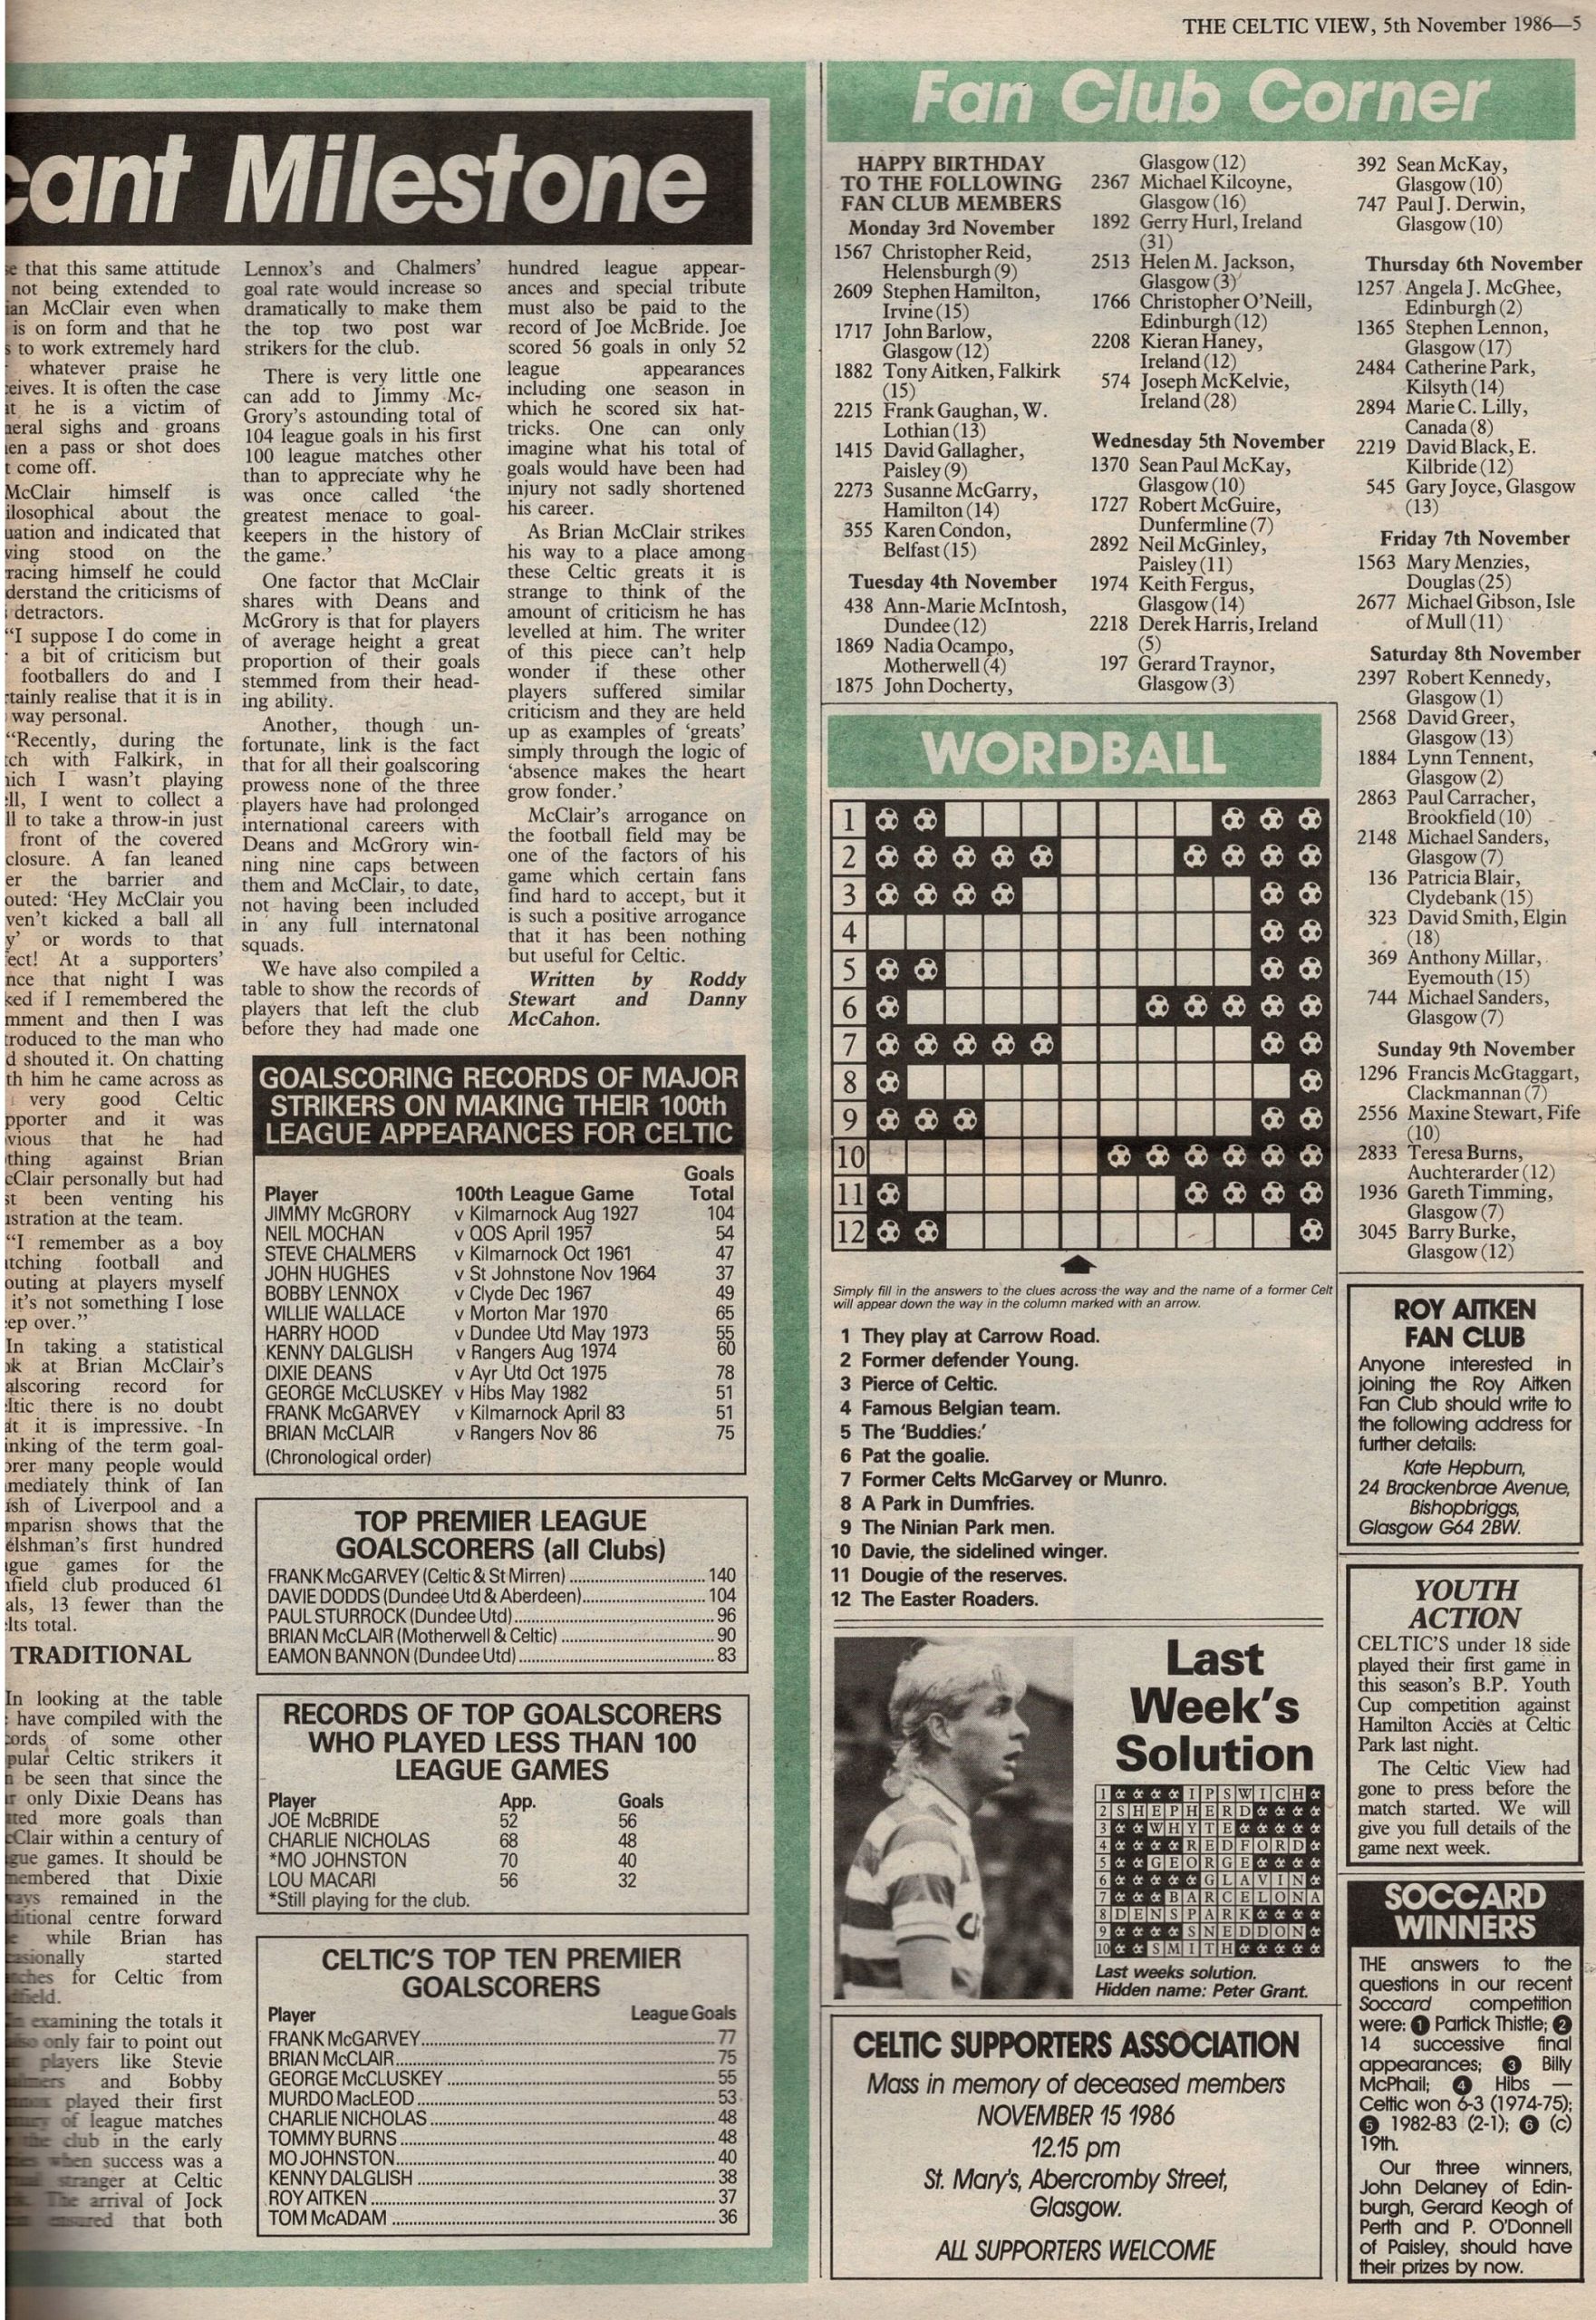 THE CELTIC VIEW, 5th November 1986—5
cant Milestone
that this same attitude
not being extended to
McClair even when
is on form and that he
to work extremely hard
whatever praise he
It is often the case
he is a victim of
sighs and groans
a pass or shot does
come off.
McClair himself is
about the
and indicated that
stood on the
himself he could
the criticisms of
detractors.
“I suppose I do come in
a bit of criticism but
footballers do and I
realise that it is in
way personal.
“Recently, during the
with Falkirk, in
I wasn't playing
I went to collect a
to take a throw-in just
front of the covered
A fan leaned
the barrier and
‘Hey McClair you
kicked a ball all
or words to that
At a supporters'
that night I was
if I remembered the
and then I was
to the man who
shouted it. On chatting
him he came across as
very good Celtic
and it was
that he had
against Brian
personally but had
been venting his
at the team.
“I remember as a boy
football and
at players myself
it's not something I lose
over.”
In taking a statistical
at Brian McClair's
record for
there is no doubt
it is impressive. In
of the term goal-
many people would
think of Ian
of Liverpool and a
shows that the
first hundred
games for the
club produced 61
13 fewer than the
total.
TRADITIONAL
In looking at the table
have compiled with the
of some other
Celtic strikers it
be seen that since the
only Dixie Deans has
more goals than
within a century of
games. It should be
that Dixie
remained in the
centre forward
while Brian has
started
for Celtic from
examining the totals it
only fair to point out
players like Stevie
and Bobby
played their first
of league matches
club in the early
when success was a
stranger at Celtic
The arrival of Jock
that both
Lennox's and Chalmers'
goal rate would increase so
dramatically to make them
the top two post war
strikers for the club.
There is very little one
can add to Jimmy Mc-
Grory's astounding total of
104 league goals in his first
100 league matches other
than to appreciate why he
was once called ‘the
greatest menace to goal-
keepers in the history of
the game.’
One factor that McClair
shares with Deans and
McGrory is that for players
of average height a great
proportion of their goals
stemmed from their head-
ing ability.
Another, though un-
fortunate, link is the fact
that for all their goalscoring
prowess none of the three
players have had prolonged
international careers with
Deans and McGrory win-
ning nine caps between
them and McClair, to date,
not having been included
in any full internatonal
squads.
We have also compiled a
table to show the records of
players that left the club
before they had made one
hundred league appear-
ances and special tribute
must also be paid to the
record of Joe McBride. Joe
scored 56 goals in only 52
league appearances
including one season in
which he scored six hat-
tricks. One can only
imagine what his total of
goals would have been had
injury not sadly shortened
his career.
As Brian McClair strikes
his way to a place among
these Celtic greats it is
strange to think of the
amount of criticism he has
levelled at him. The writer
of this piece can't help
wonder if these other
players suffered similar
criticism and they are held
up as examples of ‘greats’
simply through the logic of
‘absence makes the heart
grow fonder.’
McClair's arrogance on
the football field may be
one of the factors of his
game which certain fans
find hard to accept, but it
is such a positive arrogance
that it has been nothing
but useful for Celtic.
Written by Roddy
Stewart and Danny
McCahon.
GOALSCORING RECORDS OF MAJOR
STRIKERS ON MAKING THEIR 100th
LEAGUE APPEARANCES FOR CELTIC
Player 100th League Game Goals Total
JIMMY McGRORY v Kilmarnock Aug 1927 104
NEIL MOCHAN v QOS April 1957 54
STEVE CHALMERS v Kilmarnock Oct 1961 47
JOHN HUGHES v St Johnstone Nov 1964 37
BOBBY LENNOX v Clyde Dec 1967 49
WILLIE WALLACE v Morton Mar 1970 65
HARRY HOOD v Dundee Utd May 1973 55
KENNY DALGLISH v Rangers Aug 1974 60
DIXIE DEANS v Ayr Utd Oct 1975 78
GEORGE McCLUSKEY v Hibs May 1982 51
FRANK McGARVEY v Kilmarnock April 83 51
BRIAN McCLAIR v Rangers Nov 86 75
(Chronological order)
TOP PREMIER LEAGUE
GOALSCORERS (all Clubs)
FRANK McGARVEY (Celtic & St Mirren) 140
DAVIE DODDS (Dundee Utd & Aberdeen) 104
PAUL STURROCK (Dundee Utd) 96
BRIAN McCLAIR (Motherwell & Celtic) 90
EAMON BANNON (Dundee Utd) 83
RECORDS OF TOP GOALSCORERS
WHO PLAYED LESS THAN 100
LEAGUE GAMES
Player App. Goals
JOE McBRIDE 52 56
CHARLIE NICHOLAS 68 48
*MO JOHNSTON 70 40
LOU MACARI 56 32
*Still playing for the club.
CELTIC'S TOP TEN PREMIER
GOALSCORERS
Player League Goals
FRANK McGARVEY 77
BRIAN McCLAIR 75
GEORGE McCLUSKEY 55
MURDO MacLEOD 53
CHARLIE NICHOLAS 48
TOMMY BURNS 48
MO JOHNSTON 40
KENNY DALGLISH 38
ROY AITKEN 37
TOM McADAM 36
Fan Club Corner
HAPPY BIRTHDAY
TO THE FOLLOWING
FAN CLUB MEMBERS
Monday 3rd November
1567 Christopher Reid,
Helensburgh (9)
2609 Stephen Hamilton,
Irvine (15)
1717 John Barlow,
Glasgow (12)
1882 Tony Aitken, Falkirk
(15)
2215 Frank Gaughan, W.
Lothian (13)
1415 David Gallagher,
Paisley (9)
2273 Susanne McGarry,
Hamilton (14)
355 Karen Condon,
Belfast (15)
Tuesday 4th November
438 Ann-Marie McIntosh,
Dundee (12)
1869 Nadia Ocampo,
Motherwell (4)
1875 John Docherty,
Glasgow (12)
2367 Michael Kilcoyne,
Glasgow (16)
1892 Gerry Hurl, Ireland
(31)
2513 Helen M. Jackson,
Glasgow (3)
1766 Christopher O'Neill,
Edinburgh (12)
2208 Kieran Haney,
Ireland (12)
574 Joseph McKelvie,
Ireland (28)
Wednesday 5th November
1370 Sean Paul McKay,
Glasgow (10)
1727 Robert McGuire,
Dunfermline (7)
2892 Neil McGinley,
Paisley (11)
1974 Keith Fergus,
Glasgow (14)
2218 Derek Harris, Ireland
(5)
197 Gerard Traynor,
Glasgow (3)
392 Sean McKay,
Glasgow (10)
747 Paul J. Derwin,
Glasgow (10)
Thursday 6th November
1257 Angela J. McGhee,
Edinburgh (2)
1365 Stephen Lennon,
Glasgow (17)
2484 Catherine Park,
Kilsyth (14)
2894 Marie C. Lilly,
Canada (8)
2219 David Black, E.
Kilbride (12)
545 Gary Joyce, Glasgow
(13)
Friday 7th November
1563 Mary Menzies,
Douglas (25)
2677 Michael Gibson, Isle
of Mull (11)
Saturday 8th November
2397 Robert Kennedy,
Glasgow (1)
2568 David Greer,
Glasgow (13)
1884 Lynn Tennent,
Glasgow (2)
2863 Paul Carracher,
Brookfield (10)
2148 Michael Sanders,
Glasgow (7)
136 Patricia Blair,
Clydebank (15)
323 David Smith, Elgin
(18)
369 Anthony Millar,
Eyemouth (15)
744 Michael Sanders,
Glasgow (7)
Sunday 9th November
1296 Francis McGtaggart,
Clackmannan (7)
2556 Maxine Stewart, Fife
(10)
2833 Teresa Burns,
Auchterarder (12)
1936 Gareth Timming,
Glasgow (7)
3045 Barry Burke,
Glasgow (12)
WORDBALL
1
2
3
4
5
6
7
8
9
10
11
12
Simply fill in the answers to the clues across the way and the name of a former Celt
will appear down the way in the column marked with an arrow.
1 They play at Carrow Road.
2 Former defender Young.
3 Pierce of Celtic.
4 Famous Belgian team.
5 The ‘Buddies.’
6 Pat the goalie.
7 Former Celts McGarvey or Munro.
8 A Park in Dumfries.
9 The Ninian Park men.
10 Davie, the sidelined winger.
11 Dougie of the reserves.
12 The Easter Roaders.
Last
Week's
Solution
1 IPSWICH
2 SHEPHERD
3 WHYTE
4 REDFORD
5 GEORGE
6 GLAVIN
7 BARCELONA
8 DENSPARK
9 SNEDDON
10 SMITH
Last weeks solution.
Hidden name: Peter Grant.
CELTIC SUPPORTERS ASSOCIATION
Mass in memory of deceased members
NOVEMBER 15 1986
12.15 pm
St. Mary's, Abercromby Street,
Glasgow.
ALL SUPPORTERS WELCOME
ROY AITKEN
FAN CLUB
Anyone interested in
joining the Roy Aitken
Fan Club should write to
the following address for
further details:
Kate Hepburn,
24 Brackenbrae Avenue,
Bishopbriggs,
Glasgow G64 2BW.
YOUTH
ACTION
CELTIC'S under 18 side
played their first game in
this season's B.P. Youth
Cup competition against
Hamilton Accies at Celtic
Park last night.
The Celtic View had
gone to press before the
match started. We will
give you full details of the
game next week.
SOCCARD
WINNERS
THE answers to the
questions in our recent
Soccard competition
were: 1 Partick Thistle; 2
14 successive final
appearances; 3 Billy
McPhail; 4 Hibs —
Celtic won 6-3 (1974-75);
5 1982-83 (2-1); 6 (c)
19th.
Our three winners,
John Delaney of Edin-
burgh, Gerard Keogh of
Perth and P. O'Donnell
of Paisley, should have
their prizes by now.